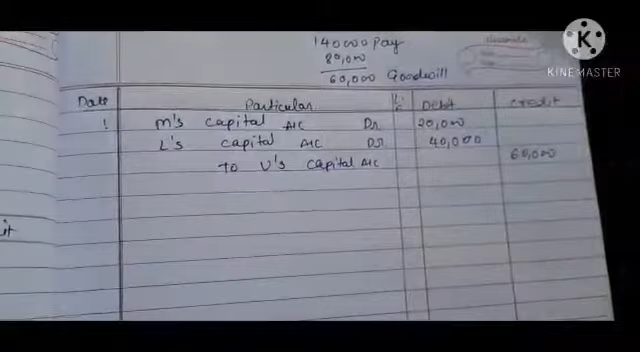 140000 Pay
80,000
60,000 Goodwill
KINEMASTER
Date Particular L.F Debit Credit
1 M's Capital A/C Dr 20,000
L's Capital A/C Dr 40,000
To V's Capital A/C 60,000